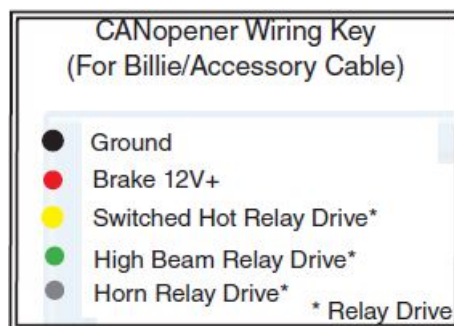 CANopener Wiring Key
(For Billie/Accessory Cable)
Ground
Brake 12V+
Switched Hot Relay Drive*
High Beam Relay Drive*
Horn Relay Drive*
* Relay Drive